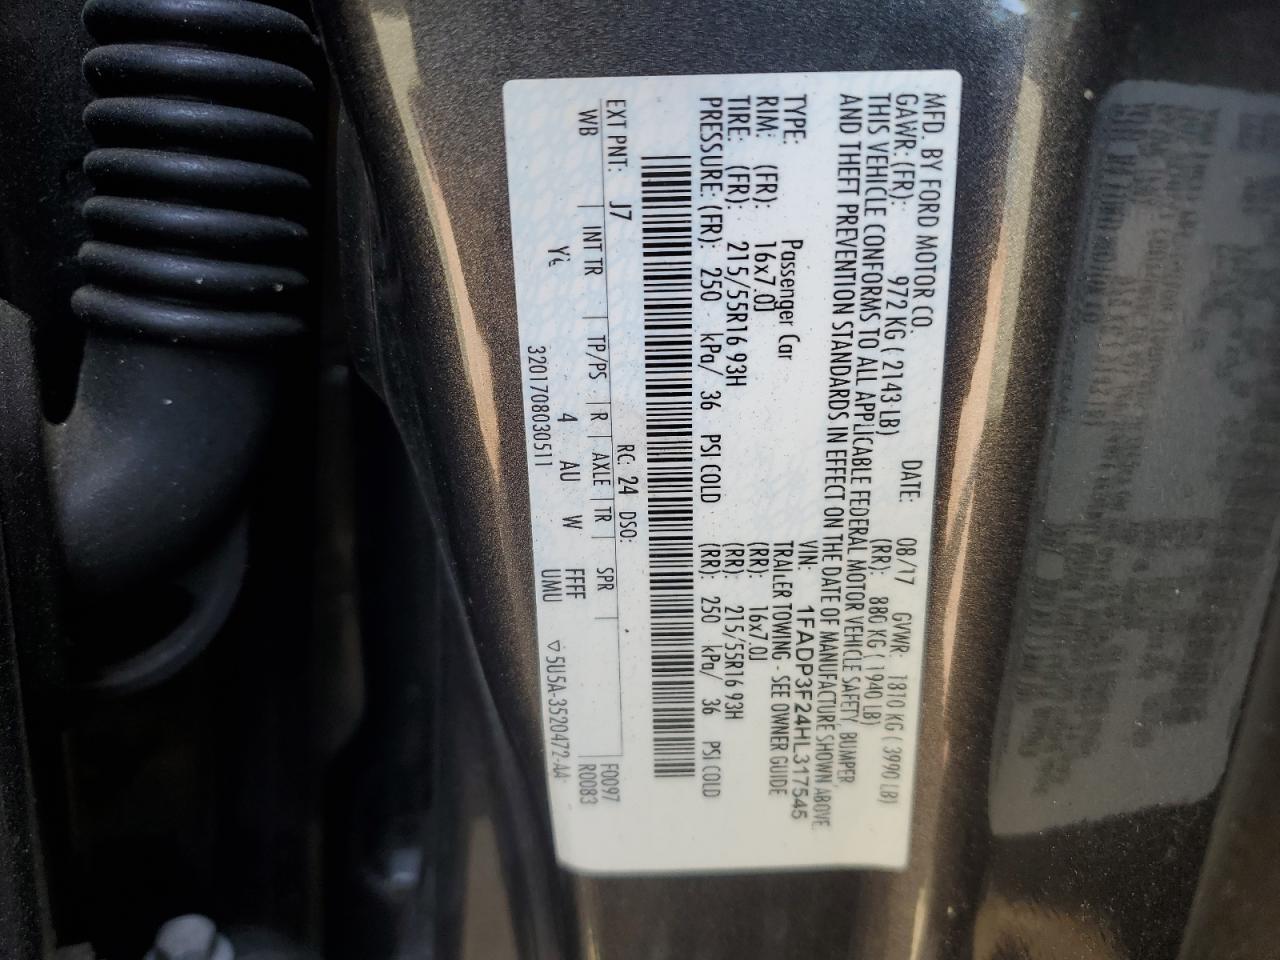 MFD. BY FORD MOTOR CO.
DATE: 08/17 GVWR: 1810 KG ( 3990 LB)
GAWR: (FR): 972 KG ( 2143 LB) (RR): 880 KG ( 1940 LB)
THIS VEHICLE CONFORMS TO ALL APPLICABLE FEDERAL MOTOR VEHICLE SAFETY, BUMPER,
AND THEFT PREVENTION STANDARDS IN EFFECT ON THE DATE OF MANUFACTURE SHOWN ABOVE.
VIN: 1FADP3F24HL317545
TYPE: Passenger Car TRAILER TOWING - SEE OWNER GUIDE
RIM: (FR): 16x7.0J (RR): 16x7.0J
TIRE: (FR): 215/55R16 93H (RR): 215/55R16 93H
PRESSURE: (FR): 250 kPa/ 36 PSI COLD (RR): 250 kPa/ 36 PSI COLD
EXT PNT: J7 RC: 24 DSO: F0097
WB INT TR TP/PS R AXLE TR SPR R0083
4 AU W FFFF
3201708030511 UMU ▽5U5A-3520472-AA